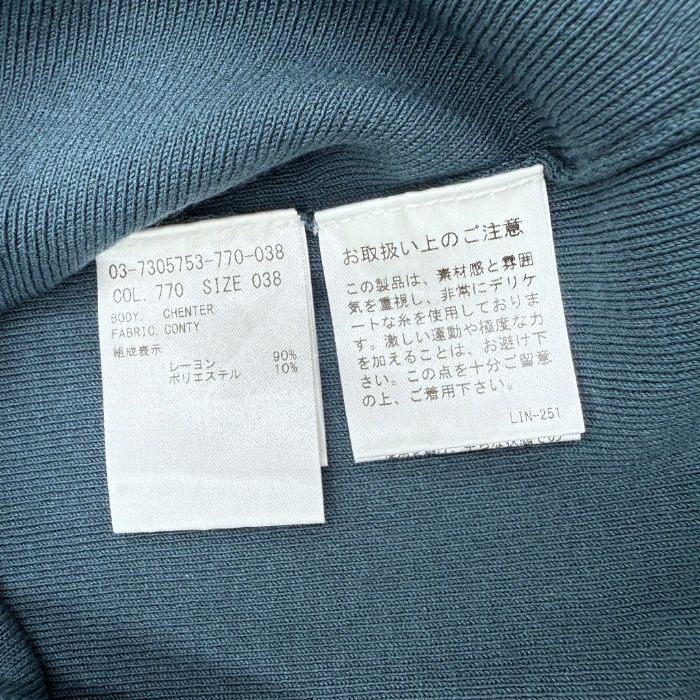 03-7305753-770-038
COL. 770 SIZE 038
BODY. CHENTER
FABRIC. CONTY
組成表示
レーヨン 90%
ポリエステル 10%
お取扱い上のご注意
この製品は、素材感と雰囲
気を重視し、非常にデリケ
ートな糸を使用しておりま
す。激しい運動や極度な力
を加えることは、お避け下
さい。この点を十分ご留意
の上、ご着用下さい。
LIN-251